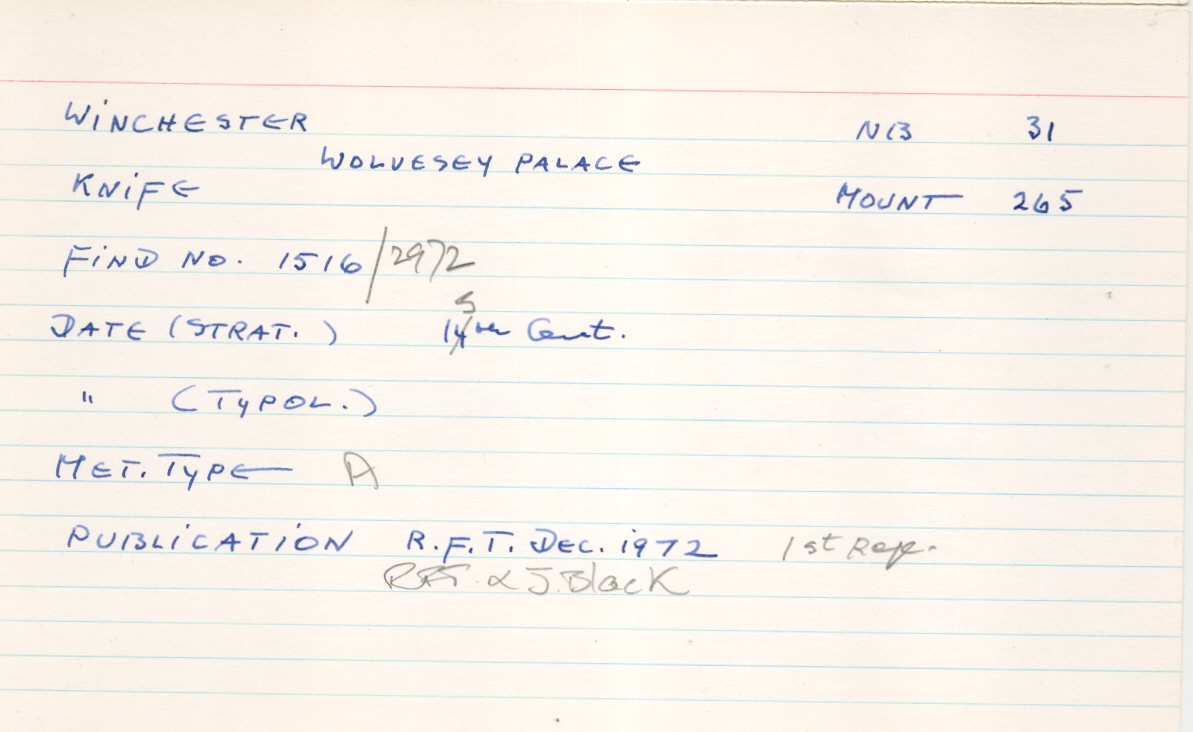 WINCHESTER NB 31
WOLVESEY PALACE
KNIFE MOUNT 265
FIND NO. 1516/2972
DATE (STRAT.) 15th Cent.
" (TYPOL.)
MET. TYPE A
PUBLICATION R.F.T. DEC. 1972 1st Rep.
RFT. & J. Black